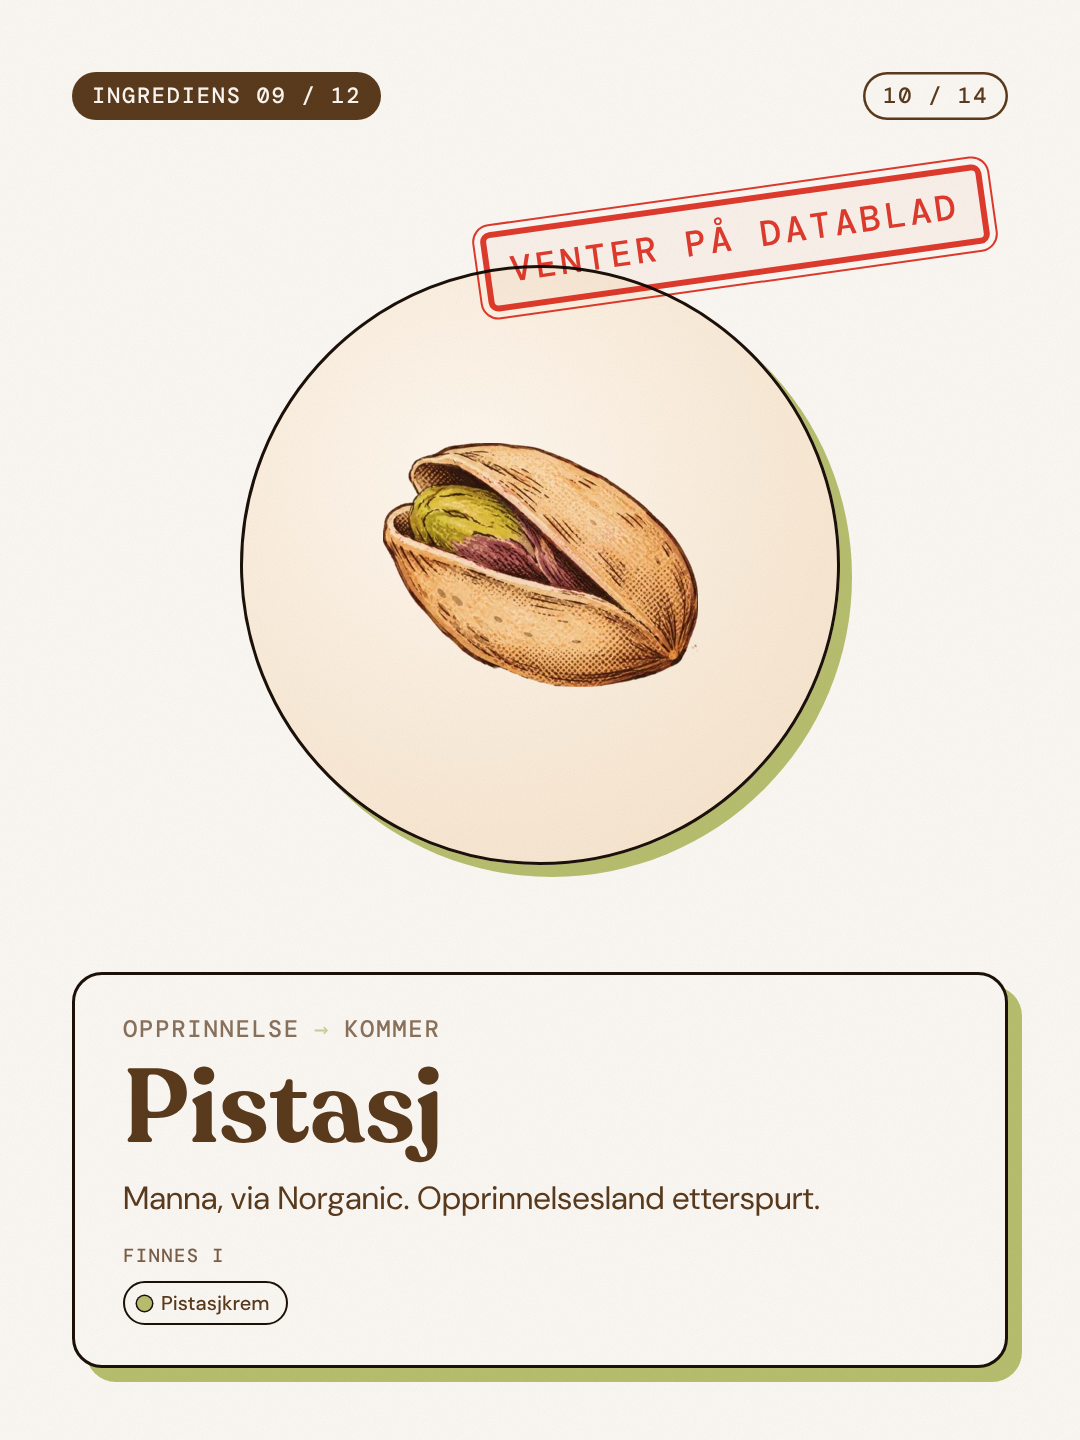 INGREDIENS 09 / 12
10 / 14
VENTER PÅ DATABLAD
OPPRINNELSE → KOMMER
Pistasj
Manna, via Norganic. Opprinnelsesland etterspurt.
FINNES I
Pistasjkrem